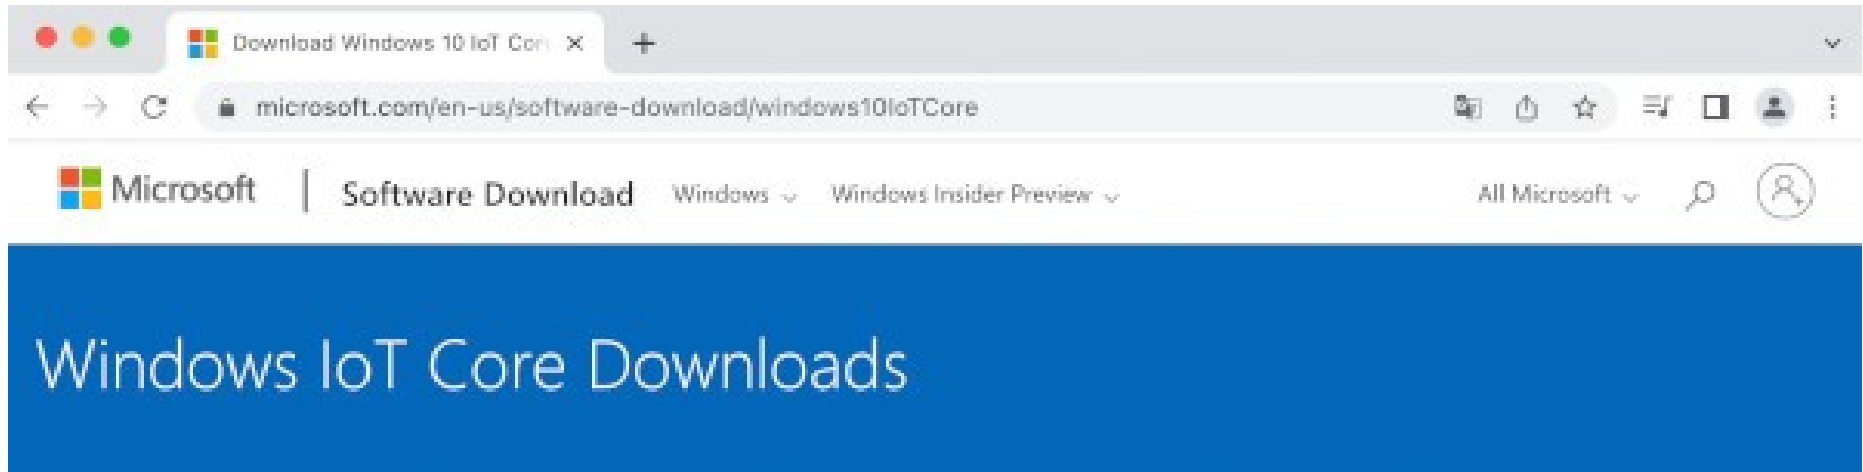 Download Windows 10 IoT Cor
microsoft.com/en-us/software-download/windows10IoTCore
Microsoft | Software Download Windows Windows Insider Preview All Microsoft
Windows IoT Core Downloads